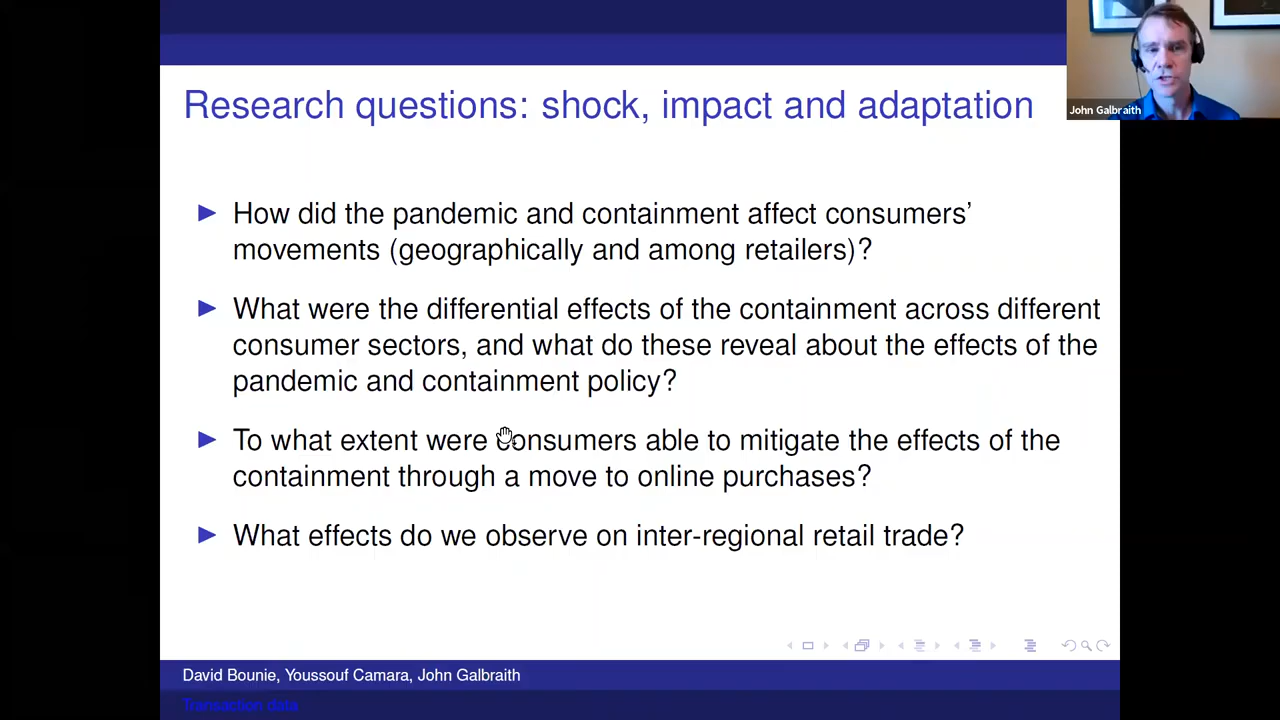 Research questions: shock, impact and adaptation
John Galbraith
▶ How did the pandemic and containment affect consumers’
movements (geographically and among retailers)?
▶ What were the differential effects of the containment across different
consumer sectors, and what do these reveal about the effects of the
pandemic and containment policy?
▶ To what extent were consumers able to mitigate the effects of the
containment through a move to online purchases?
▶ What effects do we observe on inter-regional retail trade?
David Bounie, Youssouf Camara, John Galbraith
Transaction data